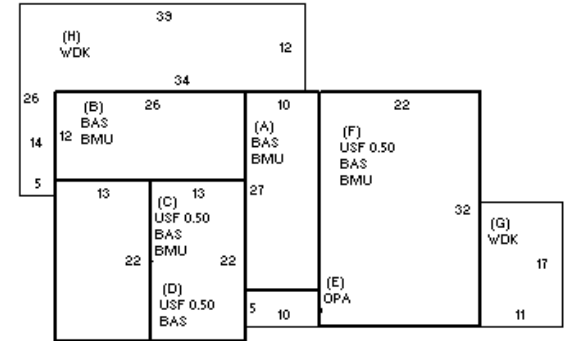 39
(H)
WDK
12
34
26
(B)
26
BAS
BMU
12
14
5
10
(A)
BAS
BMU
27
22
(F)
USF 0.50
BAS
BMU
32
13
(C)
13
USF 0.50
BAS
BMU
22
22
(D)
USF 0.50
BAS
(E)
OPA
5
10
(G)
WDK
17
11